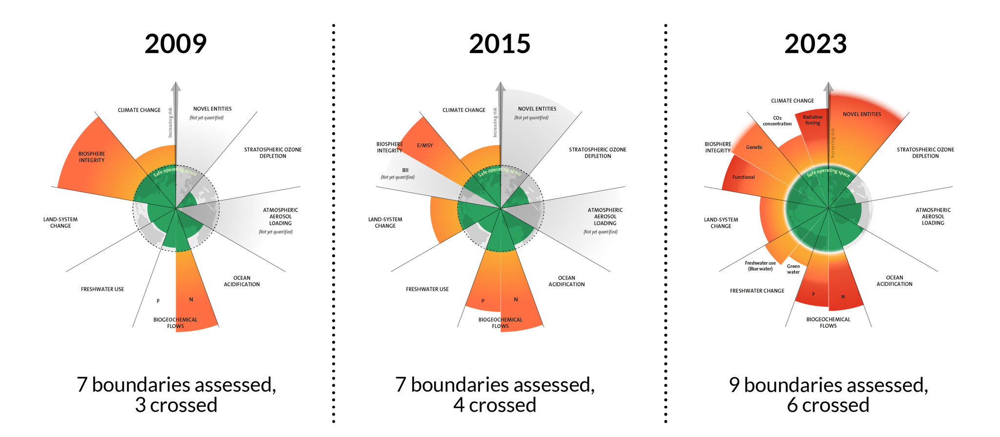 2009
CLIMATE CHANGE
Increasing risk
NOVEL ENTITIES
(Not yet quantified)
STRATOSPHERIC OZONE
DEPLETION
BIOSPHERE
INTEGRITY
Safe operating space
LAND-SYSTEM
CHANGE
ATMOSPHERIC
AEROSOL
LOADING
(Not yet quantified)
FRESHWATER USE
P
N
OCEAN
ACIDIFICATION
BIOGEOCHEMICAL
FLOWS
7 boundaries assessed,
3 crossed
2015
CLIMATE CHANGE
Increasing risk
NOVEL ENTITIES
(Not yet quantified)
STRATOSPHERIC OZONE
DEPLETION
BIOSPHERE
INTEGRITY
E/MSY
BII
(Not yet quantified)
Safe operating space
LAND-SYSTEM
CHANGE
ATMOSPHERIC
AEROSOL
LOADING
(Not yet quantified)
FRESHWATER USE
P
N
OCEAN
ACIDIFICATION
BIOGEOCHEMICAL
FLOWS
7 boundaries assessed,
4 crossed
2023
CLIMATE CHANGE
CO2
concentration
Radiative
forcing
Increasing risk
NOVEL ENTITIES
STRATOSPHERIC OZONE
DEPLETION
BIOSPHERE
INTEGRITY
Genetic
Functional
Safe operating space
LAND-SYSTEM
CHANGE
ATMOSPHERIC
AEROSOL
LOADING
Freshwater use
(Blue water)
Green
water
FRESHWATER CHANGE
P
N
OCEAN
ACIDIFICATION
BIOGEOCHEMICAL
FLOWS
9 boundaries assessed,
6 crossed